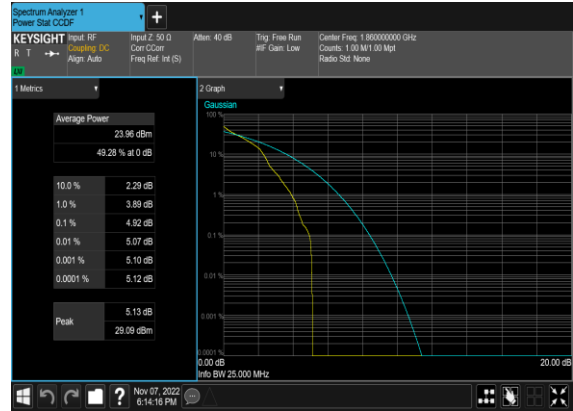 Spectrum Analyzer 1
Power Stat CCDF
KEYSIGHT
R T
LXI
Input: RF
Coupling: DC
Align: Auto
Input Z: 50 Ω
Corr CCorr
Freq Ref: Int (S)
Atten: 40 dB
Trig: Free Run
#IF Gain: Low
Center Freq: 1.860000000 GHz
Counts: 1.00 M/1.00 Mpt
Radio Std: None
1 Metrics
Average Power
23.96 dBm
49.28 % at 0 dB
10.0 % 2.29 dB
1.0 % 3.89 dB
0.1 % 4.92 dB
0.01 % 5.07 dB
0.001 % 5.10 dB
0.0001 % 5.12 dB
Peak
5.13 dB
29.09 dBm
2 Graph
Gaussian
100 %
10 %
1 %
0.1 %
0.01 %
0.001 %
0.0001 %
0.00 dB
20.00 dB
Info BW 25.000 MHz
?
Nov 07, 2022
6:14:16 PM